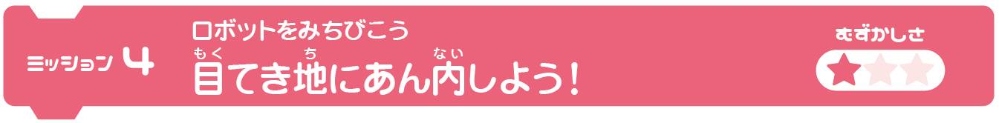 ミッション 4
ロボットをみちびこう
もく ち ない
目てき地にあん内しよう!
むずかしさ